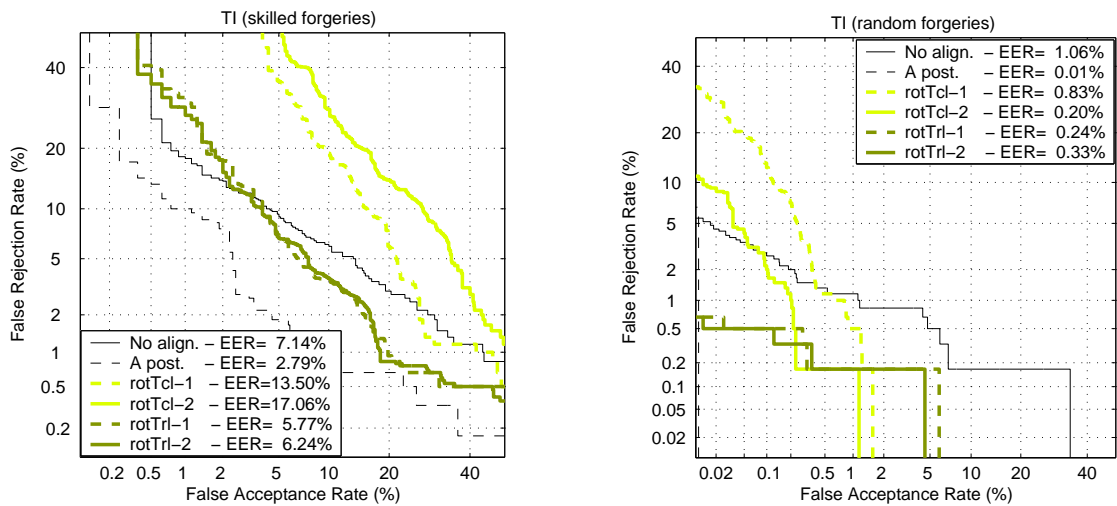 TI (skilled forgeries)
40
20
10
5
2
1
0.5
0.2
False Rejection Rate (%)
No align. − EER= 7.14%
A post. − EER= 2.79%
rotTcl−1 −EER=13.50%
rotTcl−2 −EER=17.06%
rotTrl−1 − EER= 5.77%
rotTrl−2 − EER= 6.24%
0.2 0.5 1 2 5 10 20 40
False Acceptance Rate (%)
TI (random forgeries)
No align. − EER= 1.06%
A post. − EER= 0.01%
rotTcl−1 − EER= 0.83%
rotTcl−2 − EER= 0.20%
rotTrl−1 − EER= 0.24%
rotTrl−2 − EER= 0.33%
40
20
10
5
2
1
0.5
0.2
0.1
0.05
0.02
False Rejection Rate (%)
0.02 0.1 0.5 1 2 5 10 20 40
False Acceptance Rate (%)